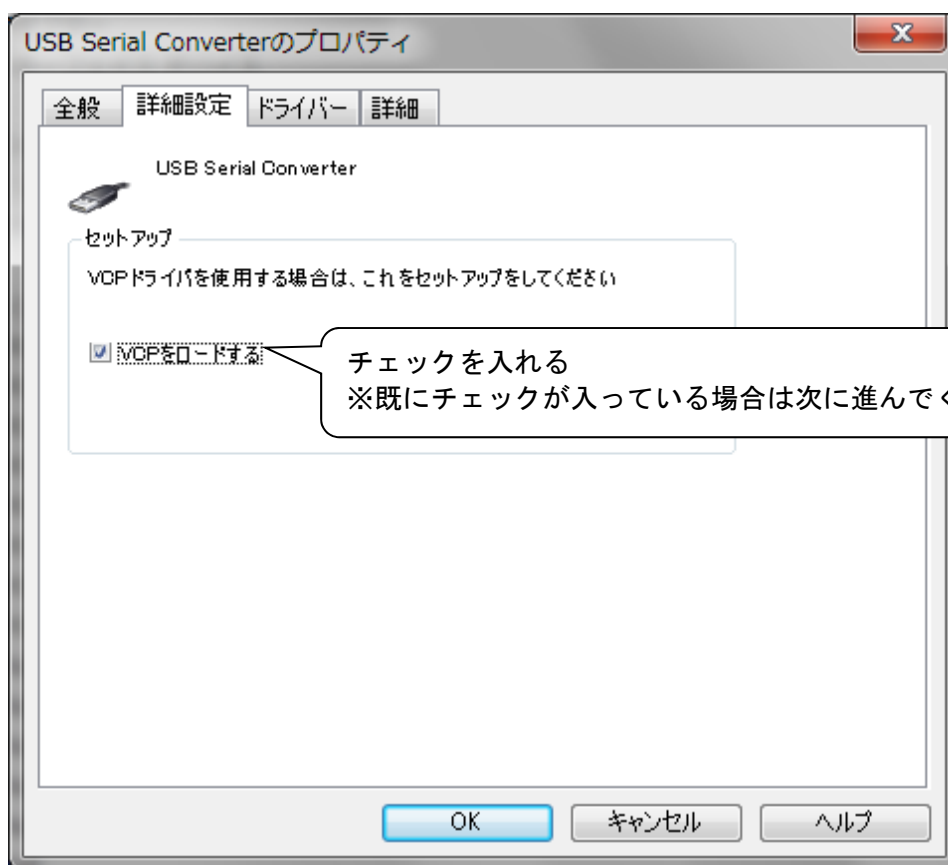 USB Serial Converterのプロパティ
全般 詳細設定 ドライバー 詳細
USB Serial Converter
セットアップ
VCPドライバを使用する場合は、これをセットアップをしてください
VCPをロードする
チェックを入れる
※既にチェックが入っている場合は次に進んでく
OK キャンセル ヘルプ